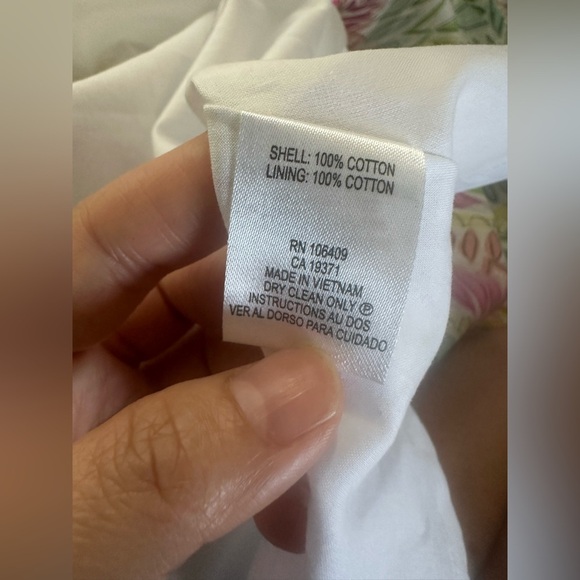 SHELL: 100% COTTON
LINING: 100% COTTON
RN 106409
CA 19371
MADE IN VIETNAM
DRY CLEAN ONLY Ⓟ
INSTRUCTIONS AU DOS
VER AL DORSO PARA CUIDADO